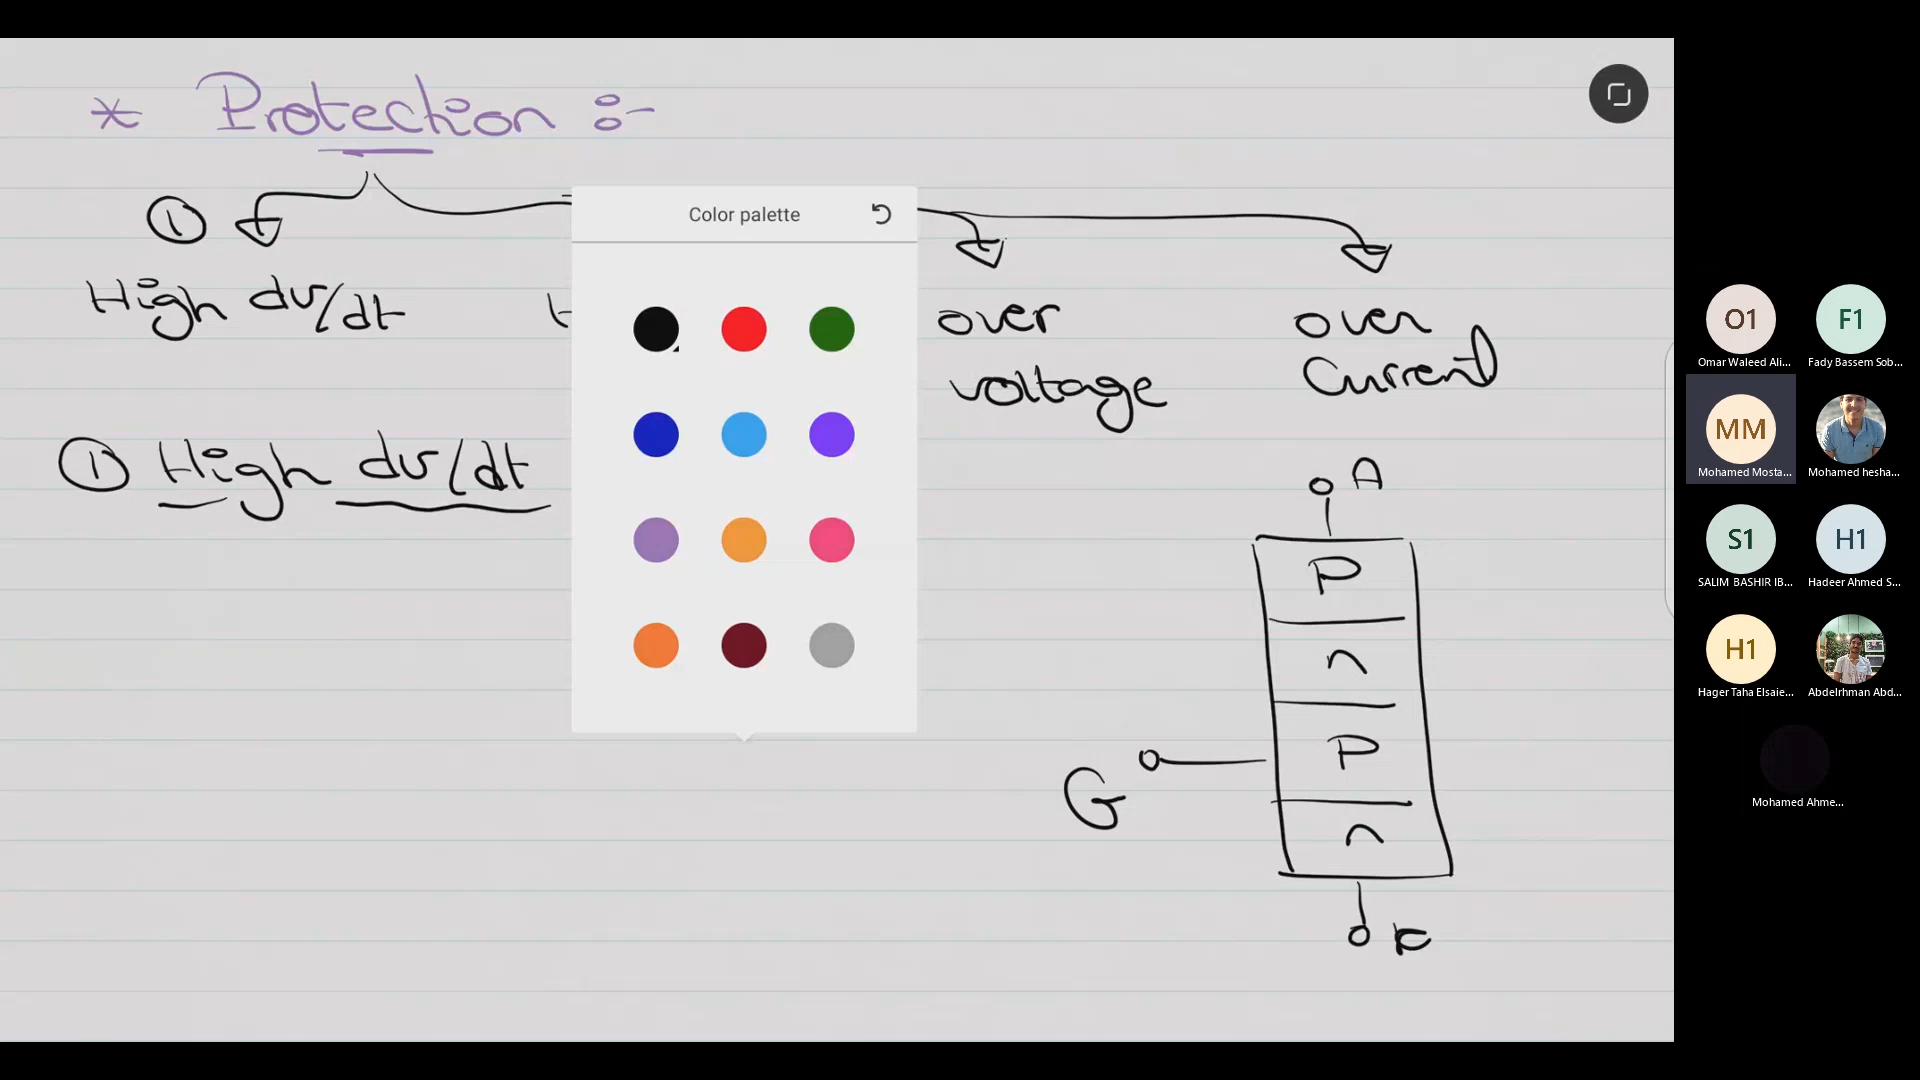 * Protection :-
①
High dv/dt
over voltage
over Current
① High dv/dt
Color palette
A
P
n
P
n
G
K
O1
Omar Waleed Ali...
F1
Fady Bassem Sob...
MM
Mohamed Mosta...
Mohamed hesha...
S1
SALIM BASHIR IB...
H1
Hadeer Ahmed S...
H1
Hager Taha Elsaie...
Abdelrhman Abd...
Mohamed Ahme...